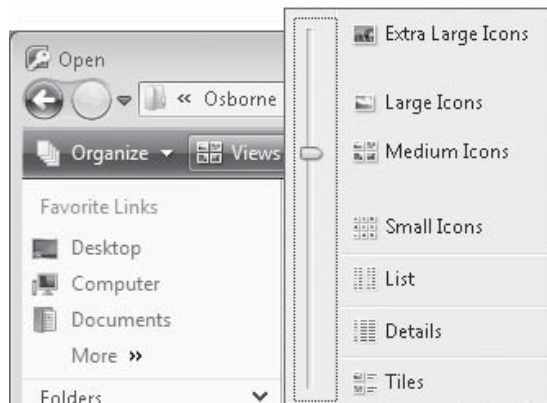 Open
« Osborne
Organize
Views
Favorite Links
Desktop
Computer
Documents
More »
Folders
Extra Large Icons
Large Icons
Medium Icons
Small Icons
List
Details
Tiles